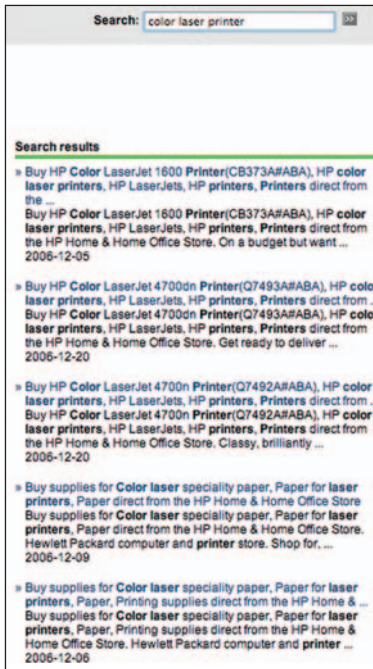 Search: color laser printer »
Search results
» Buy HP Color LaserJet 1600 Printer(CB373A#ABA), HP color
laser printers, HP LaserJets, HP printers, Printers direct from
the ...
Buy HP Color LaserJet 1600 Printer(CB373A#ABA), HP color
laser printers, HP LaserJets, HP printers, Printers direct from
the HP Home & Home Office Store. On a budget but want ...
2006-12-05
» Buy HP Color LaserJet 4700dn Printer(Q7493A#ABA), HP colo
laser printers, HP LaserJets, HP printers, Printers direct from .
Buy HP Color LaserJet 4700dn Printer(Q7493A#ABA), HP colo
laser printers, HP LaserJets, HP printers, Printers direct from
the HP Home & Home Office Store. Get ready to deliver ...
2006-12-20
» Buy HP Color LaserJet 4700n Printer(Q7492A#ABA), HP color
laser printers, HP LaserJets, HP printers, Printers direct from .
Buy HP Color LaserJet 4700n Printer(Q7492A#ABA), HP color
laser printers, HP LaserJets, HP printers, Printers direct from
the HP Home & Home Office Store. Classy, brilliantly ...
2006-12-20
» Buy supplies for Color laser speciality paper, Paper for laser
printers, Paper direct from the HP Home & Home Office Store
Buy supplies for Color laser speciality paper, Paper for laser
printers, Paper direct from the HP Home & Home Office Store.
Hewlett Packard computer and printer store. Shop for, ...
2006-12-09
» Buy supplies for Color laser speciality paper, Paper for laser
printers, Paper, Printing supplies direct from the HP Home & ...
Buy supplies for Color laser speciality paper, Paper for laser
printers, Paper, Printing supplies direct from the HP Home &
Home Office Store. Hewlett Packard computer and printer ...
2006-12-06